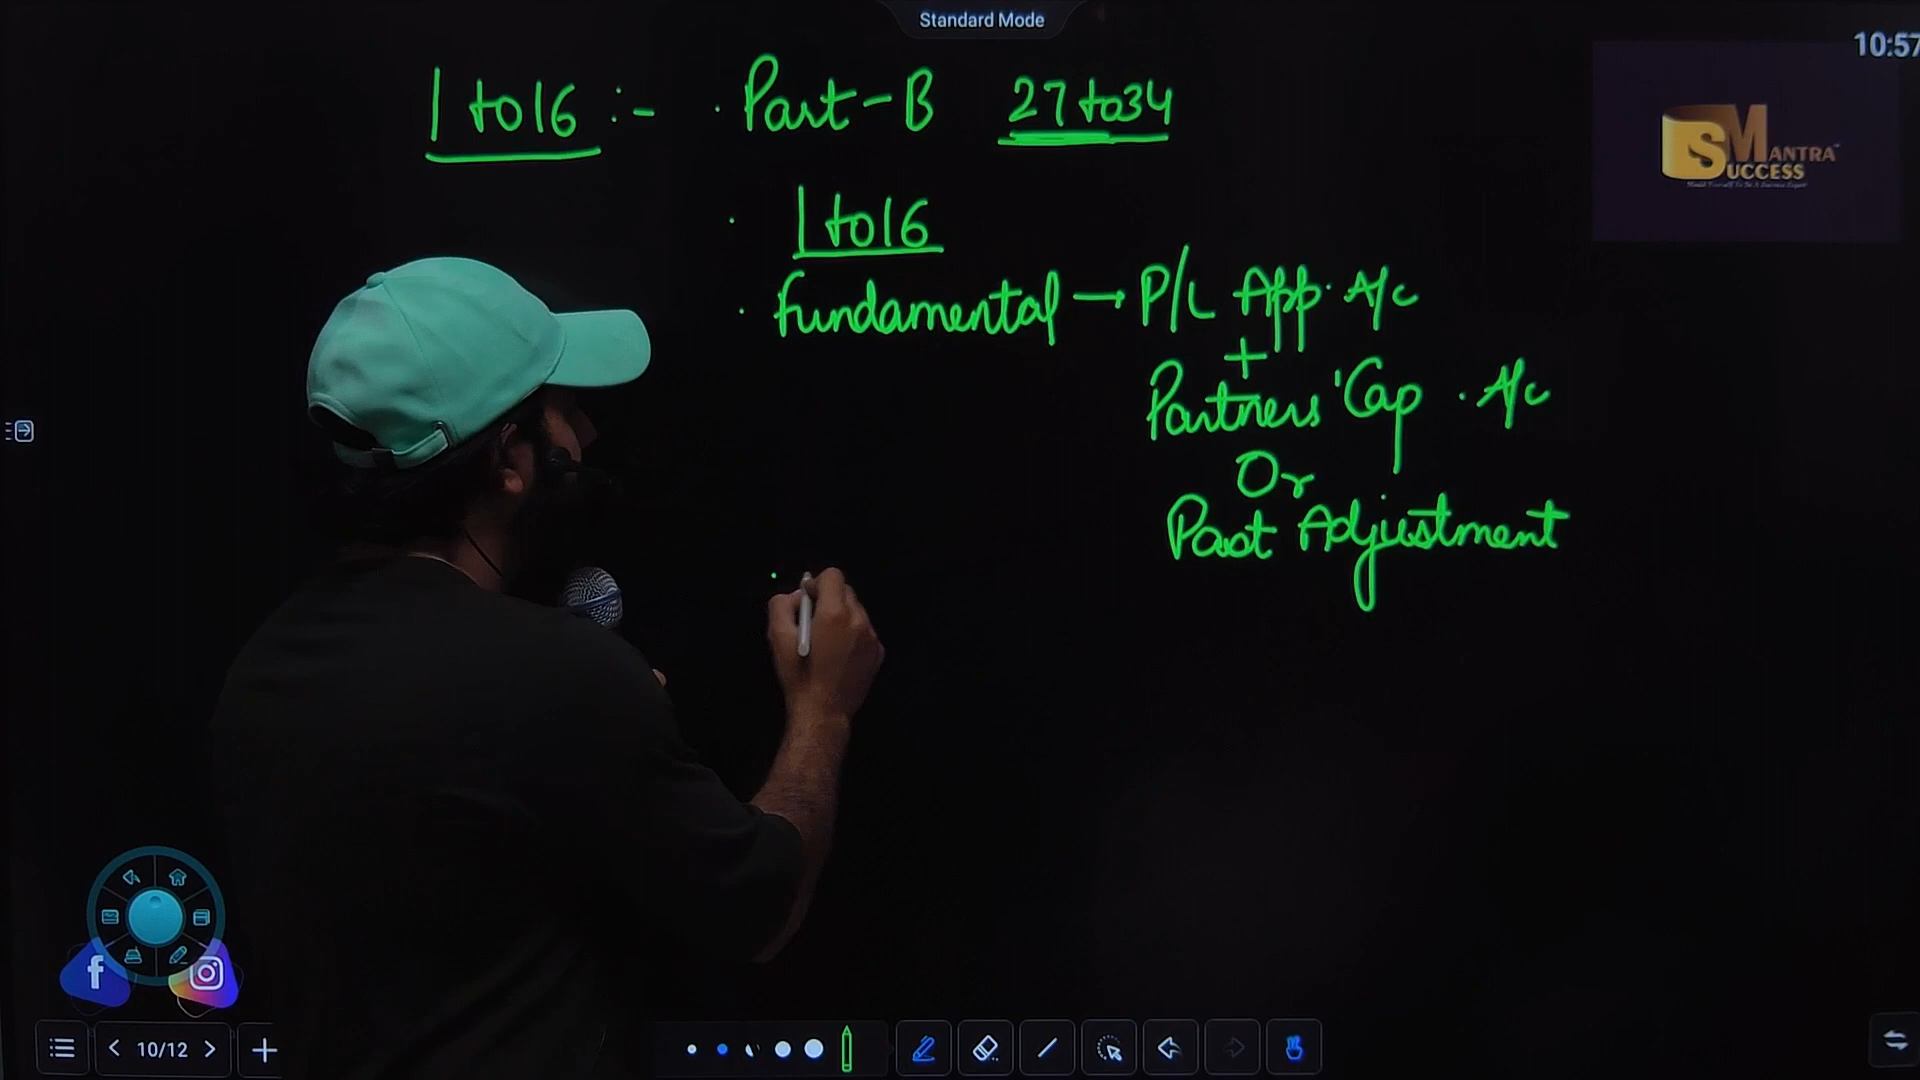 Standard Mode
10:57
1 to 16 :- · Part-B 27 to 34
SMANTRA
SUCCESS
· 1 to 16
· Fundamental → P/L App. A/c
+
Partners' Cap. A/c
Or
Past Adjustment
10/12